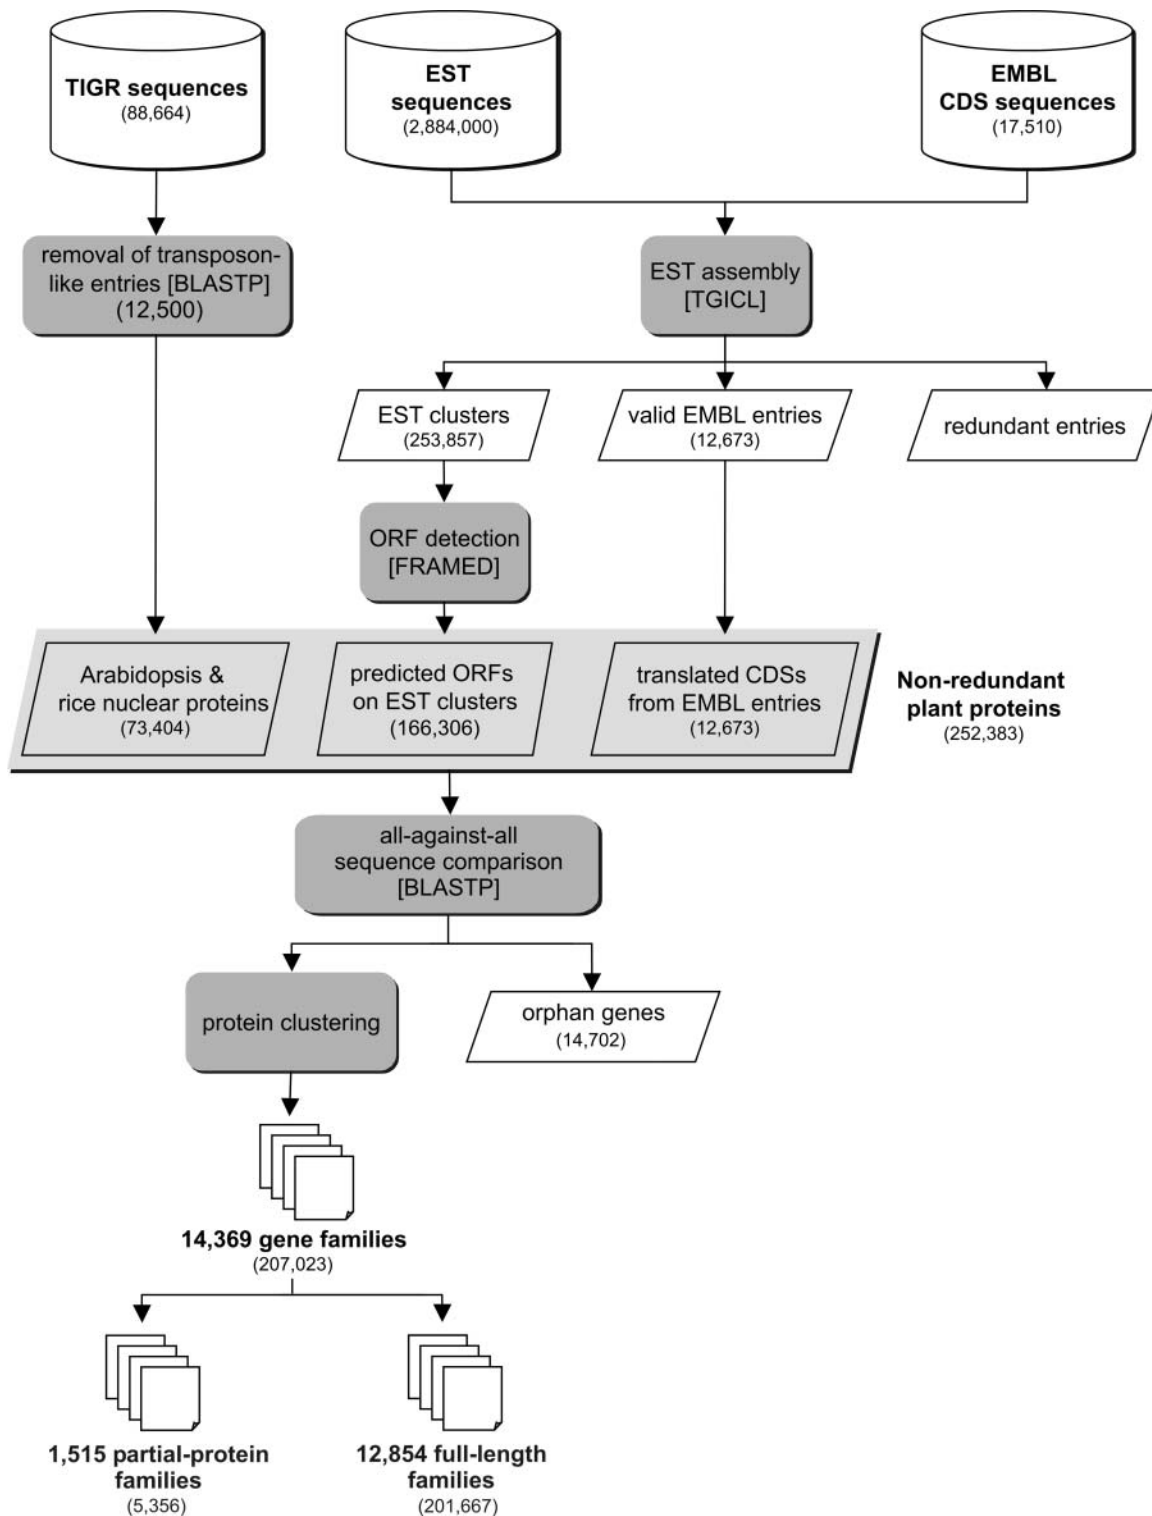 TIGR sequences
(88,664)
EST
sequences
(2,884,000)
EMBL
CDS sequences
(17,510)
removal of transposon-
like entries [BLASTP]
(12,500)
EST assembly
[TGICL]
EST clusters
(253,857)
valid EMBL entries
(12,673)
redundant entries
ORF detection
[FRAMED]
Arabidopsis &
rice nuclear proteins
(73,404)
predicted ORFs
on EST clusters
(166,306)
translated CDSs
from EMBL entries
(12,673)
Non-redundant
plant proteins
(252,383)
all-against-all
sequence comparison
[BLASTP]
protein clustering
orphan genes
(14,702)
14,369 gene families
(207,023)
1,515 partial-protein
families
(5,356)
12,854 full-length
families
(201,667)